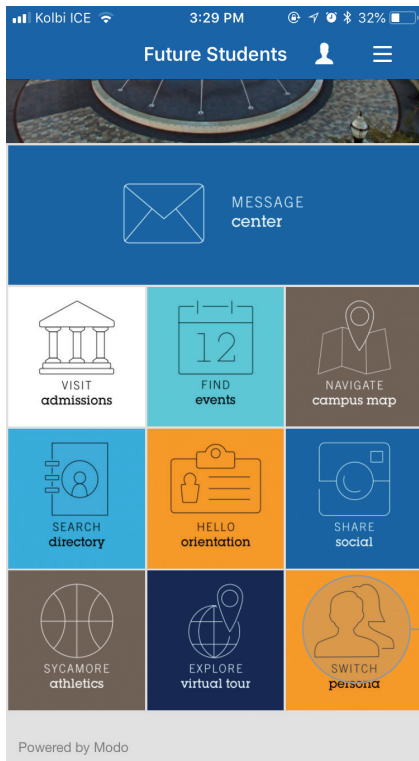 Kolbi ICE 3:29 PM 32%
Future Students
MESSAGE
center
12
VISIT
admissions
FIND
events
NAVIGATE
campus map
SEARCH
directory
HELLO
orientation
SHARE
social
SYCAMORE
athletics
EXPLORE
virtual tour
SWITCH
persona
Powered by Modo